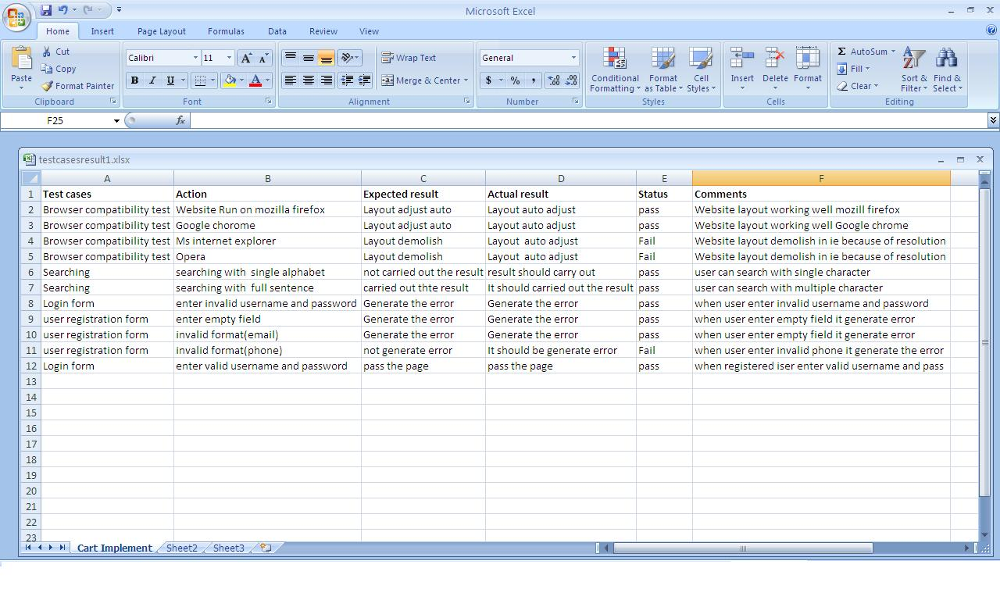 Microsoft Excel
Home Insert Page Layout Formulas Data Review View
Paste
Cut
Copy
Format Painter
Clipboard
Calibri 11
B I U A
Font
Wrap Text
Merge & Center
Alignment
General
$ % ,
Number
Conditional Formatting
Format as Table
Cell Styles
Styles
Insert Delete Format
Cells
AutoSum
Fill
Clear
Sort & Filter
Find & Select
Editing
F25 fx
testcasesresult1.xlsx
A B C D E F
1 Test cases Action Expected result Actual result Status Comments
2 Browser compatibility test Website Run on mozilla firefox Layout adjust auto Layout auto adjust pass Website layout working well mozill firefox
3 Browser compatibility test Google chorome Layout adjust auto Layout auto adjust pass Website layout working well Google chrome
4 Browser compatibility test Ms internet explorer Layout demolish Layout auto adjust Fail Website layout demolish in ie because of resolution
5 Browser compatibility test Opera Layout demolish Layout auto adjust Fail Website layout demolish in ie because of resolution
6 Searching searching with single alphabet not carried out the result result should carry out pass user can search with single character
7 Searching searching with full sentence carried out thte result It should carried out the result pass user can search with multiple character
8 Login form enter invalid username and password Generate the error Generate the error pass when user enter invalid username and password
9 user registration form enter empty field Generate the error Generate the error pass when user enter empty field it generate error
10 user registration form invalid format(email) Generate the error Generate the error pass when user enter empty field it generate error
11 user registration form invalid format(phone) not generate error It should be generate error Fail when user enter invalid phone it generate the error
12 Login form enter valid username and password pass the page pass the page pass when registered iser enter valid username and pass
13
14
15
16
17
18
19
20
21
22
23
Cart Implement Sheet2 Sheet3